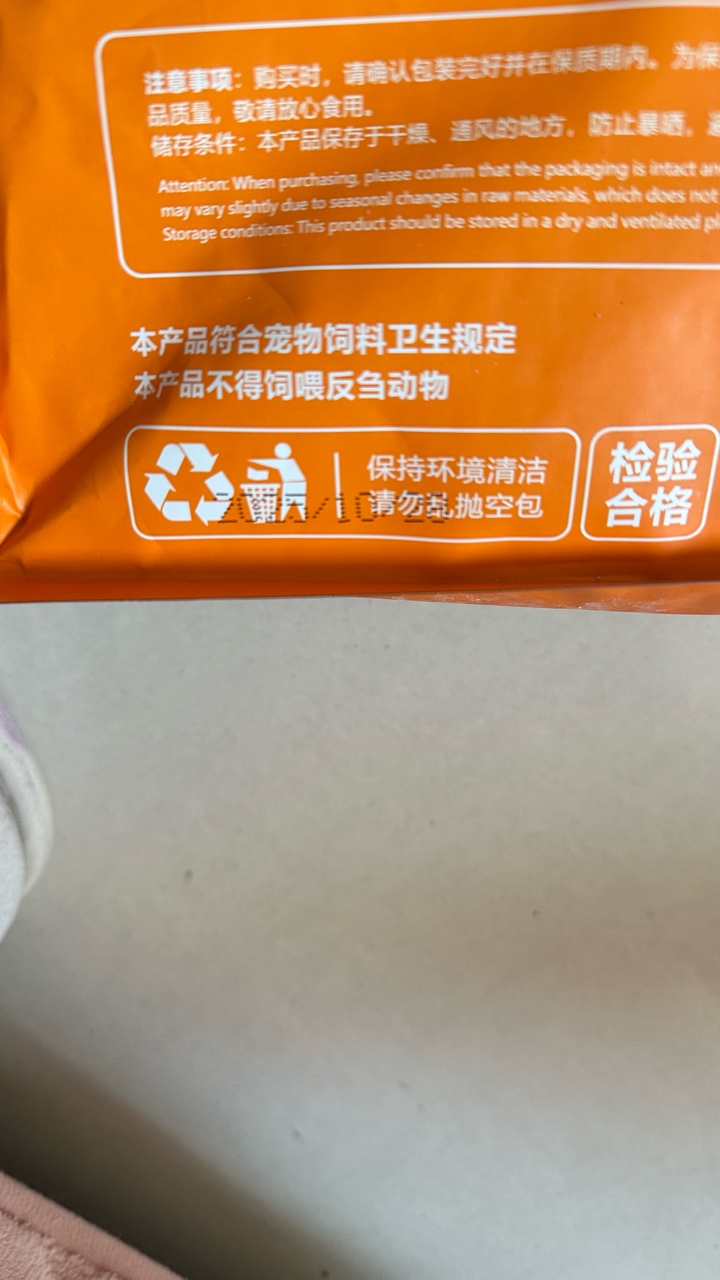 注意事项：购买时，请确认包装完好并在保质期内。为保
品质量，敬请放心食用。
储存条件：本产品保存于干燥、通风的地方，防止暴晒，
Attention: When purchasing, please confirm that the packaging is intact an
may vary slightly due to seasonal changes in raw materials, which does not
Storage conditions: This product should be stored in a dry and ventilated pl
本产品符合宠物饲料卫生规定
本产品不得饲喂反刍动物
保持环境清洁
请勿乱抛空包
检验
合格